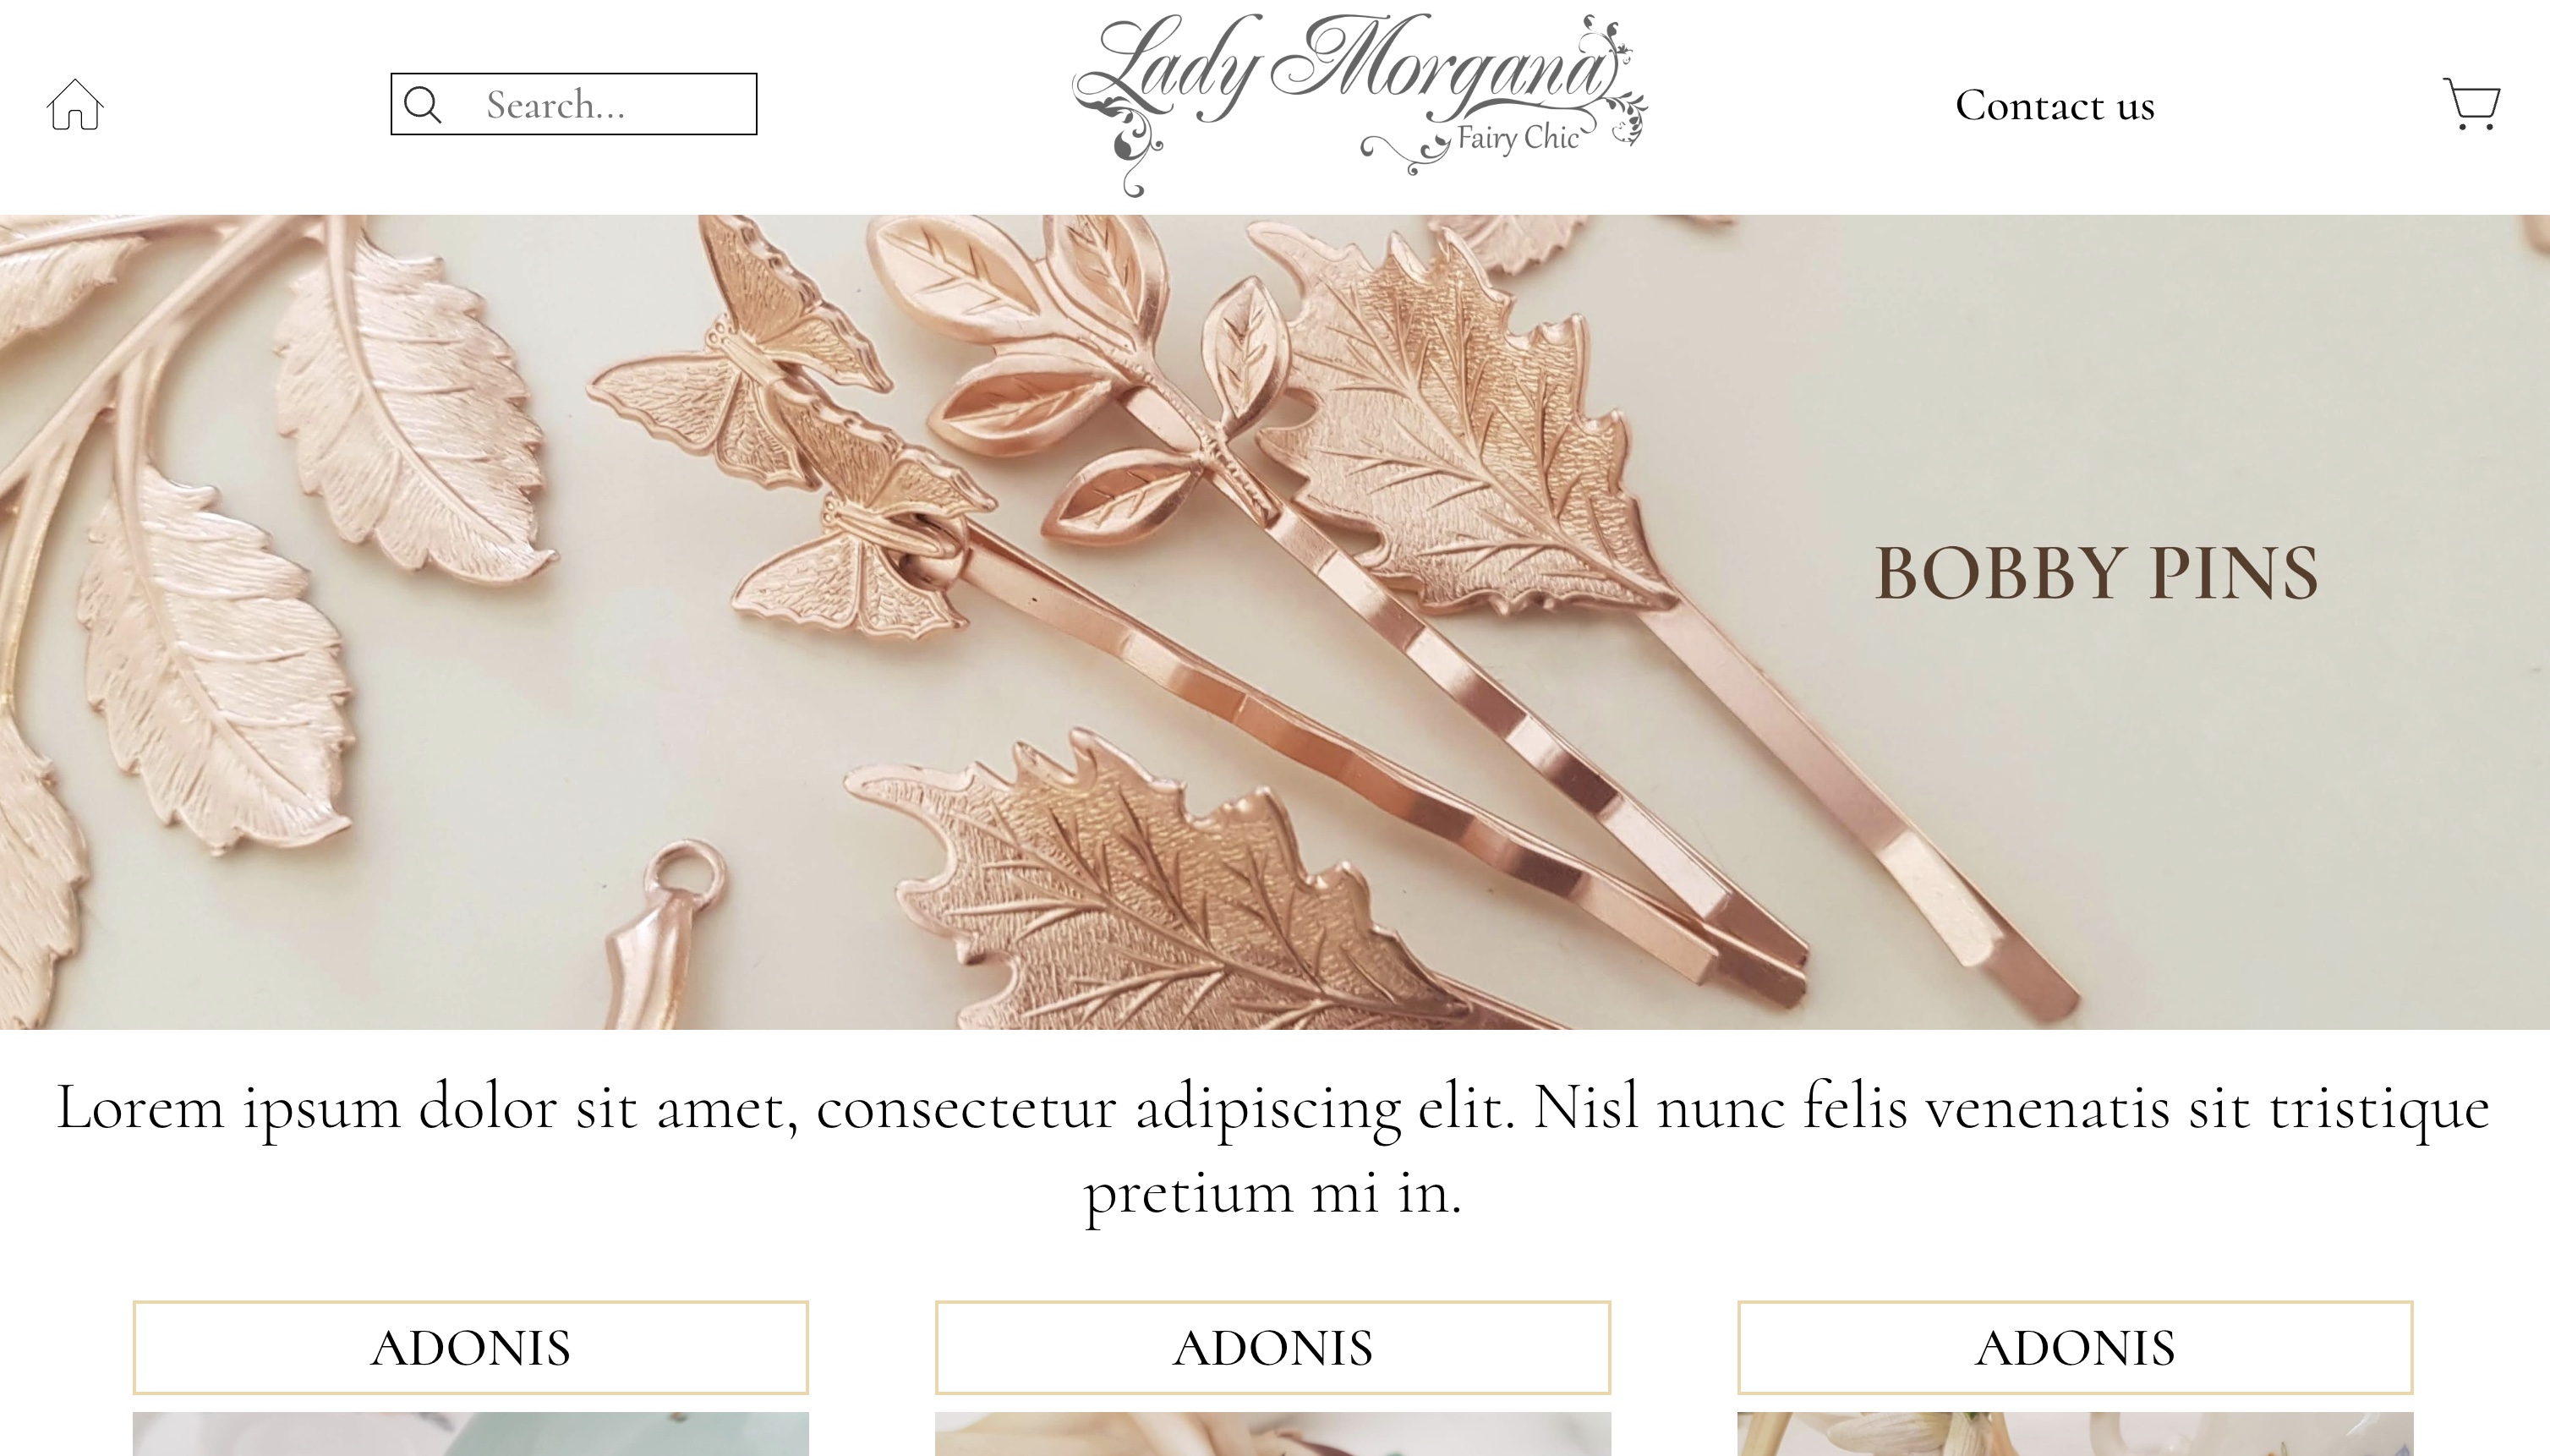 Search...
Lady Morgana
Fairy Chic
Contact us
BOBBY PINS
Lorem ipsum dolor sit amet, consectetur adipiscing elit. Nisl nunc felis venenatis sit tristique
pretium mi in.
ADONIS
ADONIS
ADONIS